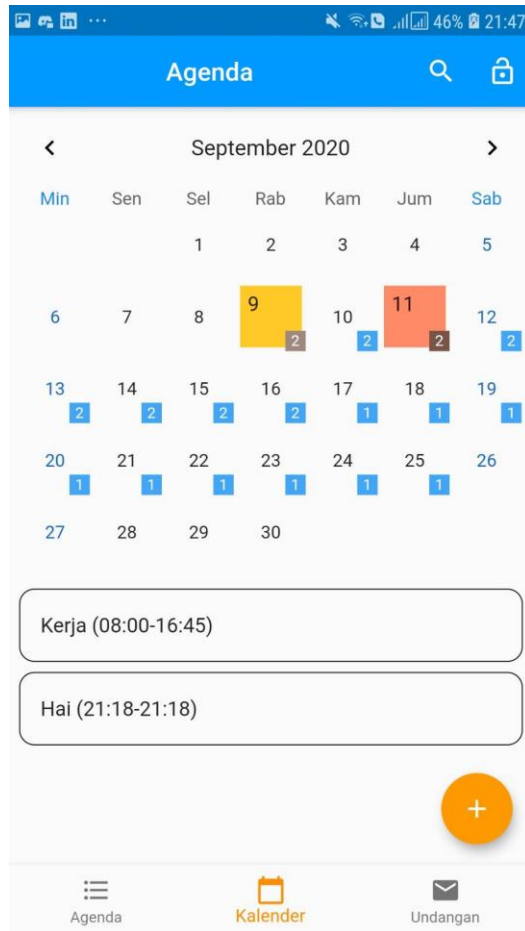 46% 21:47
Agenda
September 2020
Min Sen Sel Rab Kam Jum Sab
1 2 3 4 5
6 7 8 9 2 10 2 11 2 12 2
13 2 14 2 15 2 16 2 17 1 18 1 19 1
20 1 21 1 22 1 23 1 24 1 25 1 26
27 28 29 30
Kerja (08:00-16:45)
Hai (21:18-21:18)
+
Agenda Kalender Undangan